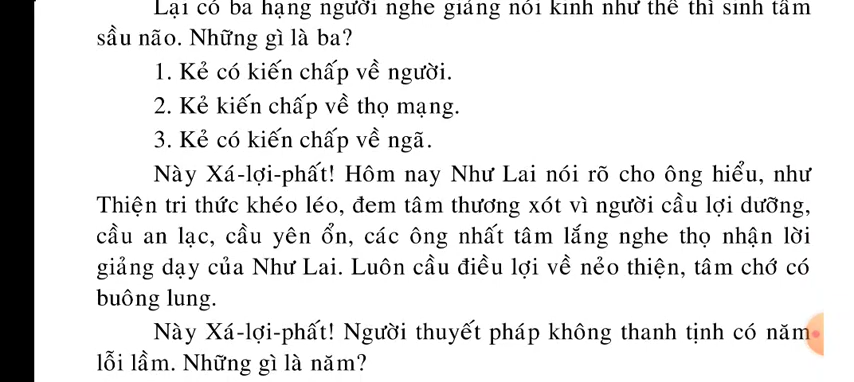 Lại có ba hạng người nghe giảng nói kinh như thế thì sinh tâm
sầu não. Những gì là ba?
1. Kẻ có kiến chấp về người.
2. Kẻ kiến chấp về thọ mạng.
3. Kẻ có kiến chấp về ngã.
Này Xá-lợi-phất! Hôm nay Như Lai nói rõ cho ông hiểu, như
Thiện tri thức khéo léo, đem tâm thương xót vì người cầu lợi dưỡng,
cầu an lạc, cầu yên ổn, các ông nhất tâm lắng nghe thọ nhận lời
giảng dạy của Như Lai. Luôn cầu điều lợi về nẻo thiện, tâm chớ có
buông lung.
Này Xá-lợi-phất! Người thuyết pháp không thanh tịnh có năm
lỗi lầm. Những gì là năm?